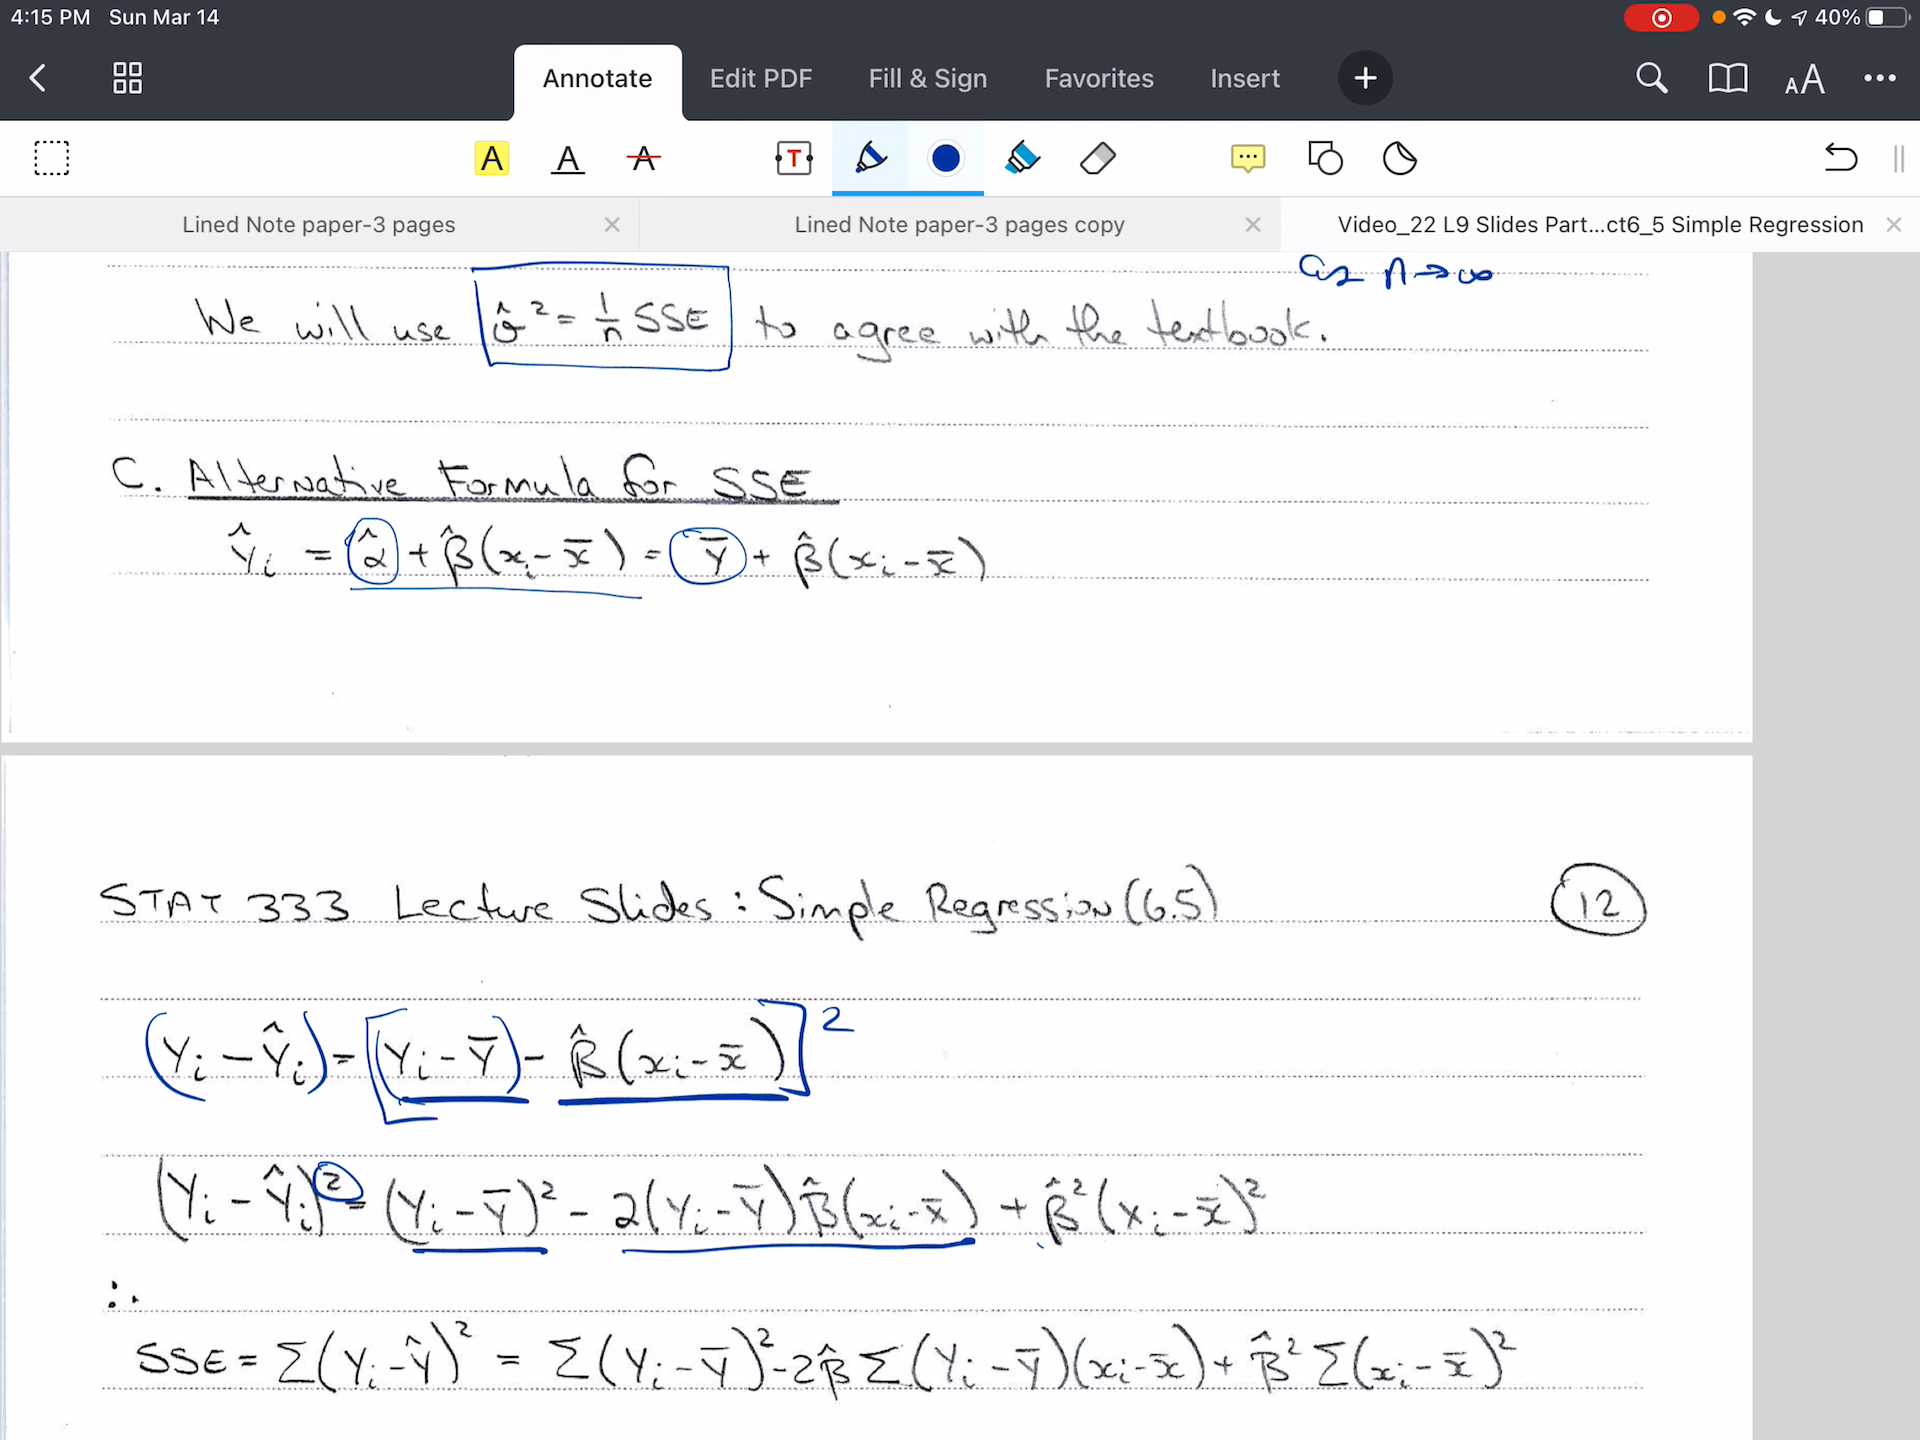 4:15 PM Sun Mar 14 40%
Annotate Edit PDF Fill & Sign Favorites Insert
Lined Note paper-3 pages Lined Note paper-3 pages copy Video_22 L9 Slides Part...ct6_5 Simple Regression
as n→∞
We will use σ̂² = 1/n SSE to agree with the textbook.
C. Alternative Formula for SSE
Ŷᵢ = α̂ + β̂(xᵢ - x̄) = Ȳ + β̂(xᵢ - x̄)
STAT 333 Lecture Slides: Simple Regression (6.5) 12
(Yᵢ - Ŷᵢ) = [(Yᵢ - Ȳ) - β̂(xᵢ - x̄)]²
(Yᵢ - Ŷᵢ)² = (Yᵢ - Ȳ)² - 2(Yᵢ - Ȳ)β̂(xᵢ - x̄) + β̂²(xᵢ - x̄)²
∴
SSE = Σ(Yᵢ - Ŷ)² = Σ(Yᵢ - Ȳ)² - 2β̂Σ(Yᵢ - Ȳ)(xᵢ - x̄) + β̂²Σ(xᵢ - x̄)²